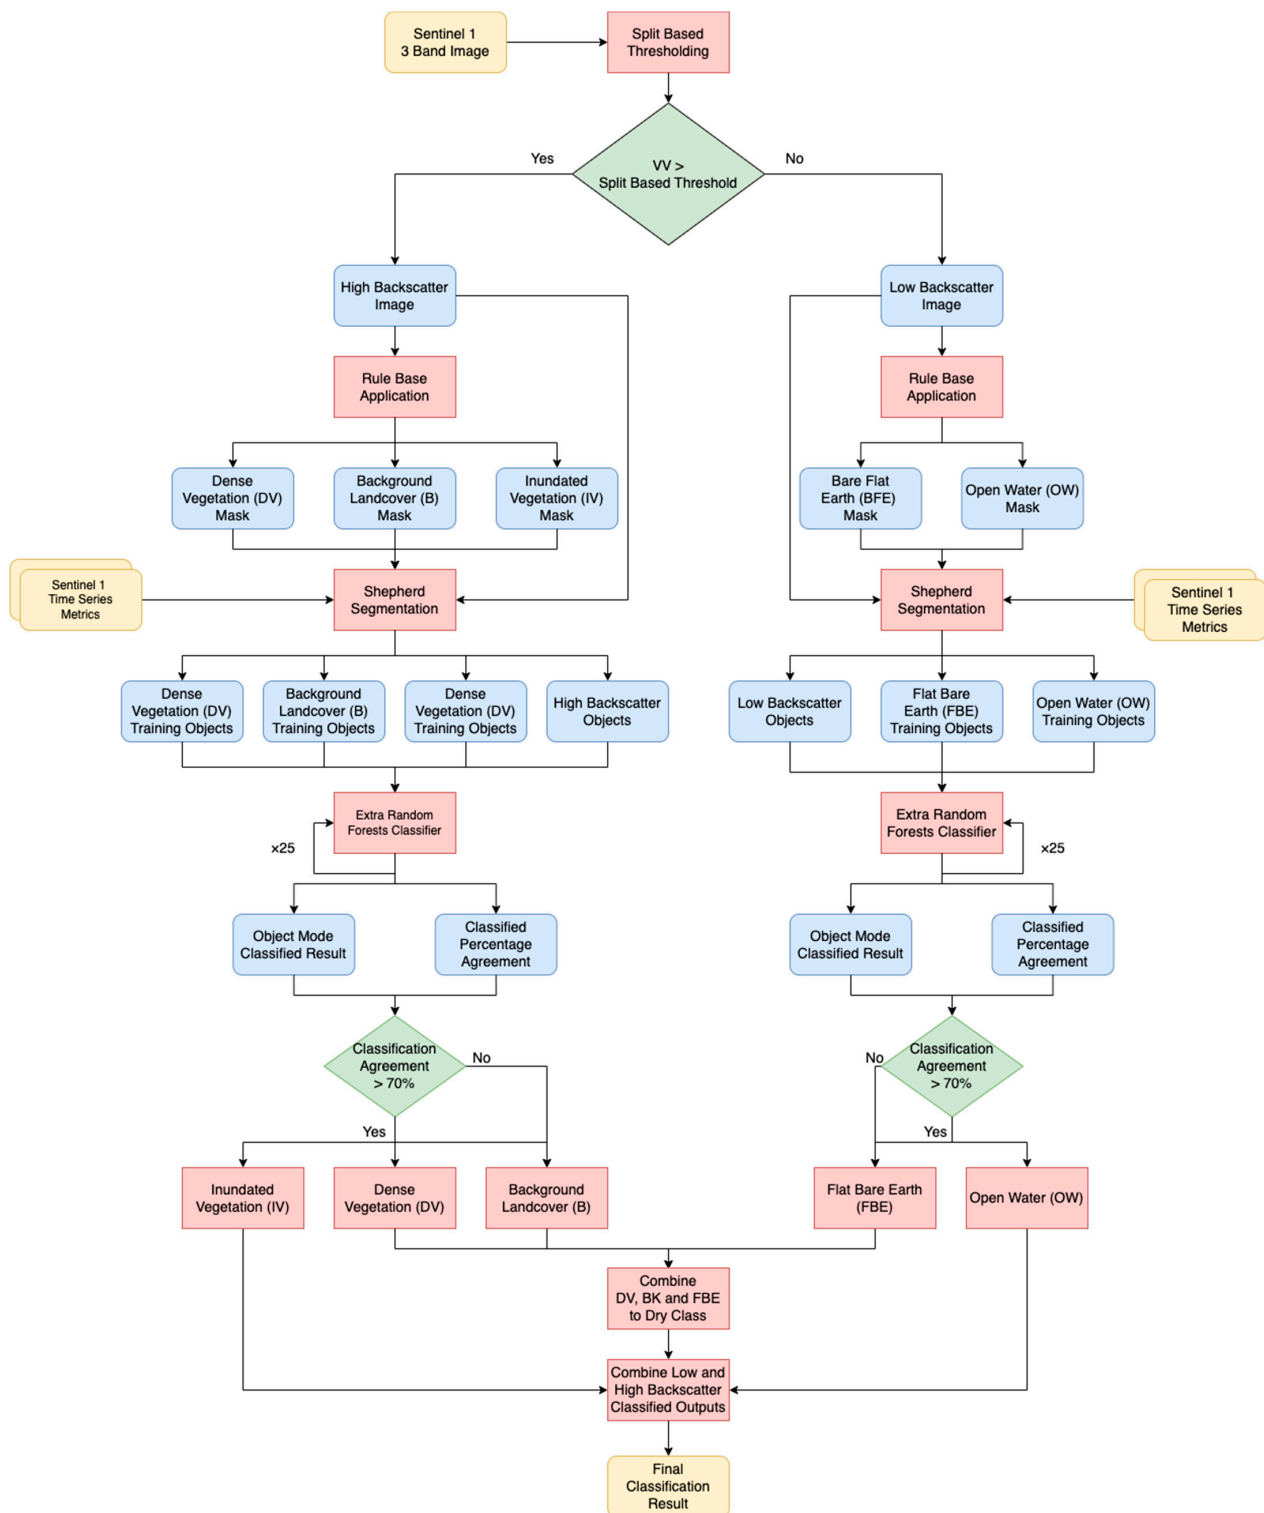 Sentinel 1
3 Band Image
Split Based
Thresholding
Yes
VV >
Split Based Threshold
No
High Backscatter
Image
Low Backscatter
Image
Rule Base
Application
Rule Base
Application
Dense
Vegetation (DV)
Mask
Background
Landcover (B)
Mask
Inundated
Vegetation (IV)
Mask
Bare Flat
Earth (BFE)
Mask
Open Water (OW)
Mask
Sentinel 1
Time Series
Metrics
Shepherd
Segmentation
Shepherd
Segmentation
Sentinel 1
Time Series
Metrics
Dense
Vegetation (DV)
Training Objects
Background
Landcover (B)
Training Objects
Dense
Vegetation (DV)
Training Objects
High Backscatter
Objects
Low Backscatter
Objects
Flat Bare
Earth (FBE)
Training Objects
Open Water (OW)
Training Objects
Extra Random
Forests Classifier
×25
Extra Random
Forests Classifier
×25
Object Mode
Classified Result
Classified
Percentage
Agreement
Object Mode
Classified Result
Classified
Percentage
Agreement
Classification
Agreement
> 70%
No
Yes
No
Classification
Agreement
> 70%
Yes
Inundated
Vegetation (IV)
Dense
Vegetation (DV)
Background
Landcover (B)
Flat Bare Earth
(FBE)
Open Water (OW)
Combine
DV, BK and FBE
to Dry Class
Combine Low and
High Backscatter
Classified Outputs
Final
Classification
Result